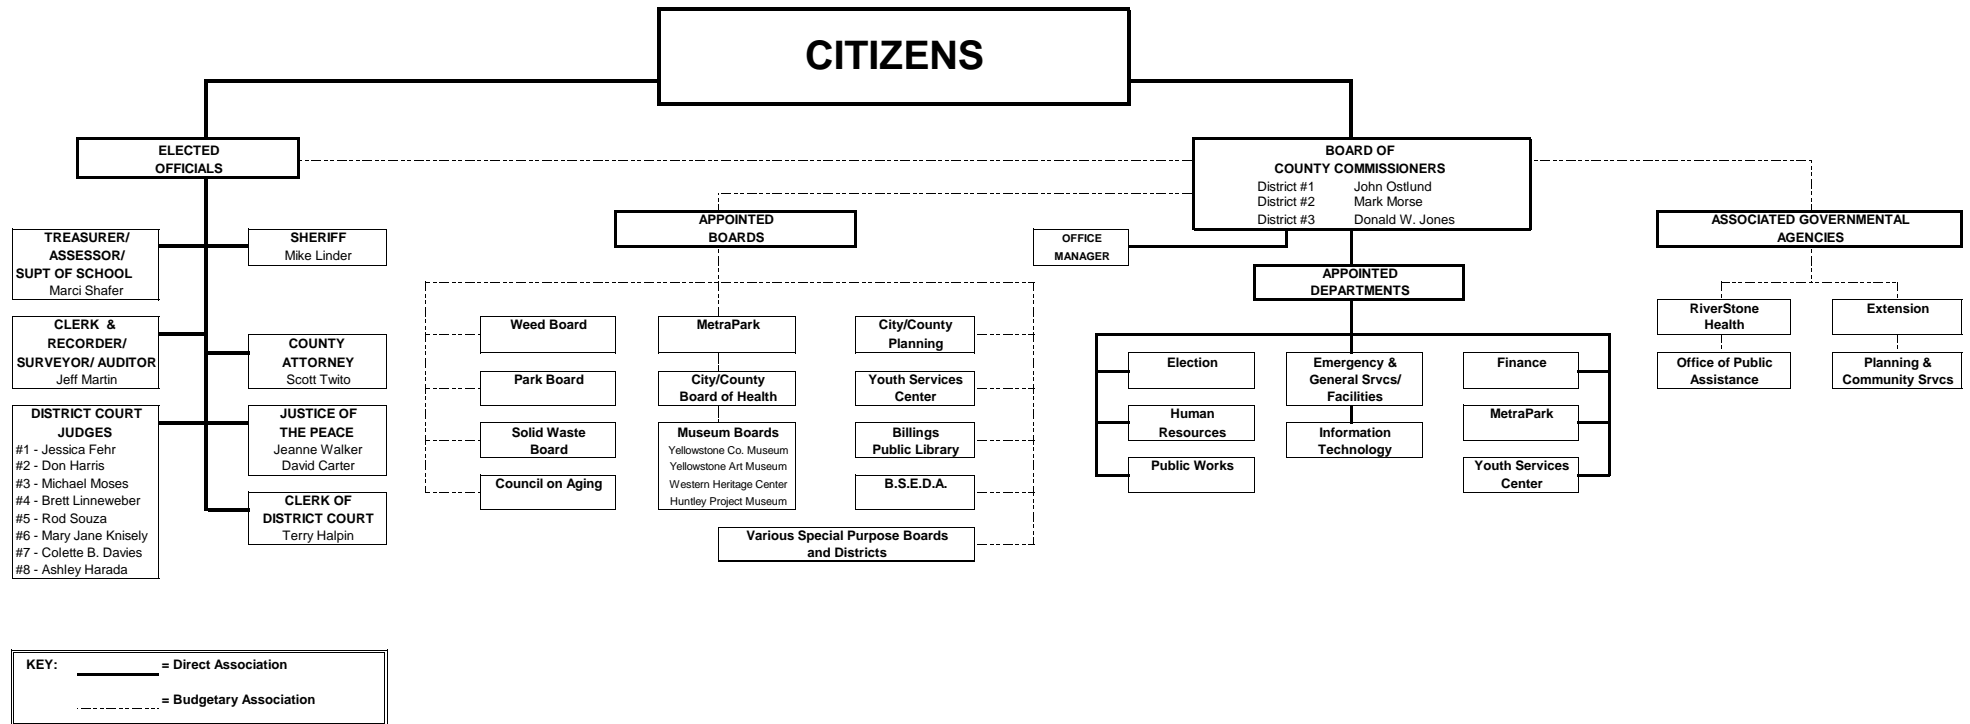 CITIZENS
ELECTED
OFFICIALS
BOARD OF
COUNTY COMMISSIONERS
District #1 John Ostlund
District #2 Mark Morse
District #3 Donald W. Jones
TREASURER/
ASSESSOR/
SUPT OF SCHOOL
Marci Shafer
SHERIFF
Mike Linder
CLERK & 
RECORDER/
SURVEYOR/ AUDITOR
Jeff Martin
COUNTY
ATTORNEY
Scott Twito
DISTRICT COURT
JUDGES
#1 - Jessica Fehr
#2 - Don Harris
#3 - Michael Moses
#4 - Brett Linneweber
#5 - Rod Souza
#6 - Mary Jane Knisely
#7 - Colette B. Davies
#8 - Ashley Harada
JUSTICE OF
THE PEACE
Jeanne Walker
David Carter
CLERK OF
DISTRICT COURT
Terry Halpin
APPOINTED
BOARDS
Weed Board
Park Board
Solid Waste
Board
Council on Aging
MetraPark
City/County
Board of Health
Museum Boards
Yellowstone Co. Museum
Yellowstone Art Museum
Western Heritage Center
Huntley Project Museum
City/County
Planning
Youth Services
Center
Billings
Public Library
B.S.E.D.A.
Various Special Purpose Boards
and Districts
OFFICE
MANAGER
APPOINTED
DEPARTMENTS
Election
Human
Resources
Public Works
Emergency &
General Srvcs/
Facilities
Information
Technology
Finance
MetraPark
Youth Services
Center
ASSOCIATED GOVERNMENTAL
AGENCIES
RiverStone
Health
Office of Public
Assistance
Extension
Planning &
Community Srvcs
KEY: = Direct Association
= Budgetary Association